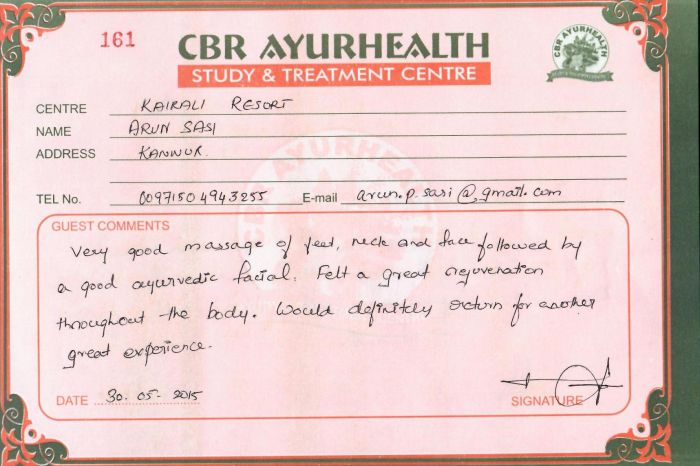 161
CBR AYURHEALTH
STUDY & TREATMENT CENTRE
CBR AYURHEALTH
CENTRE KAIRALI RESORT
NAME ARUN SASI
ADDRESS KANNUR.
TEL No. 00971504943255 E-mail arun.p.sasi@gmail.com
GUEST COMMENTS
Very good massage of feet, neck and face followed by
a good ayurvedic facial. Felt a great rejuvenation
throughout the body. Would definitely return for another
great experience.
DATE 30-05-2015
SIGNATURE